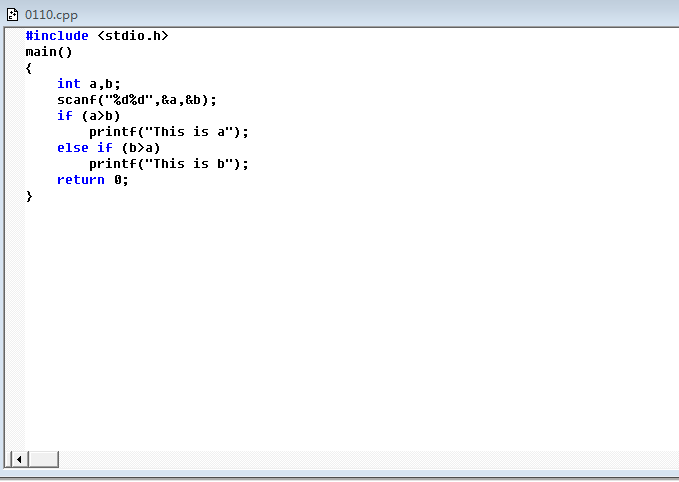 0110.cpp
#include <stdio.h>
main()
{
    int a,b;
    scanf("%d%d",&a,&b);
    if (a>b)
        printf("This is a");
    else if (b>a)
        printf("This is b");
    return 0;
}